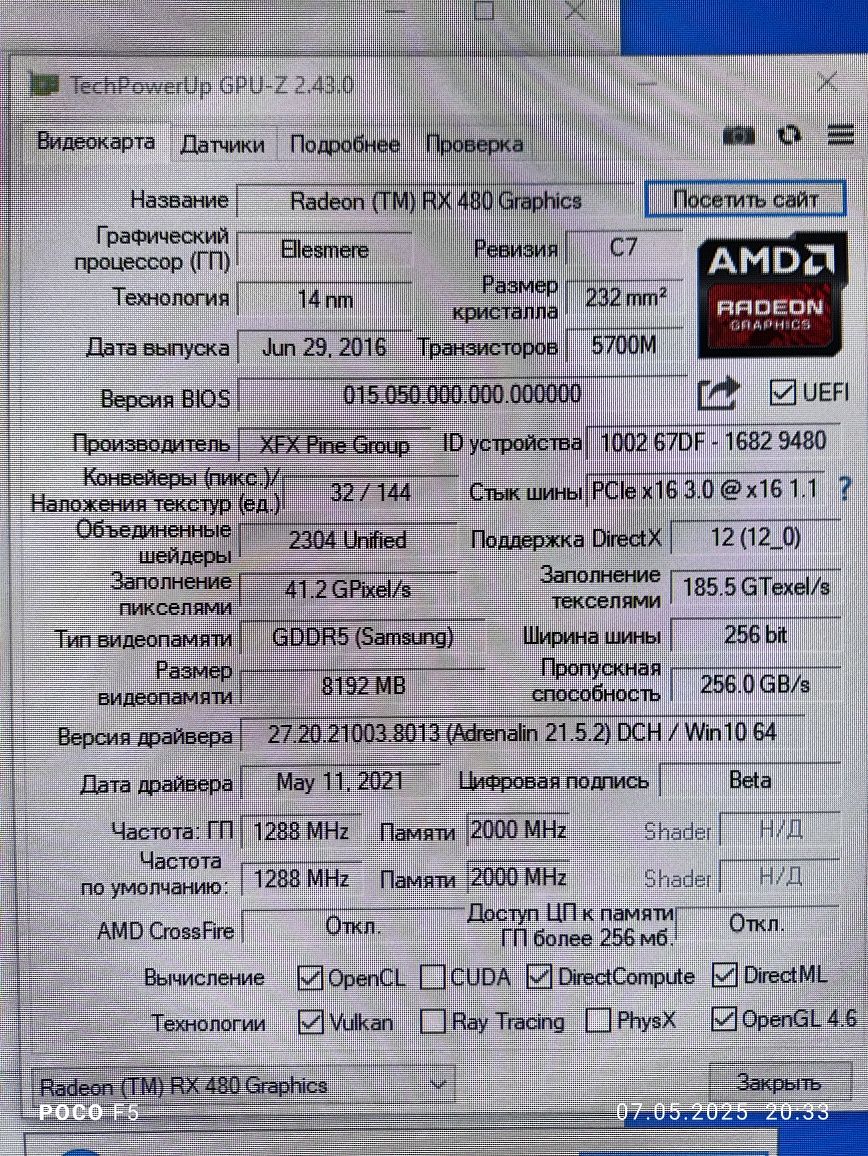 TechPowerUp GPU-Z 2.43.0
Видеокарта Датчики Подробнее Проверка
Название Radeon (TM) RX 480 Graphics Посетить сайт
Графический процессор (ГП) Ellesmere Ревизия C7
Технология 14 nm Размер кристалла 232 mm²
AMD RADEON GRAPHICS
Дата выпуска Jun 29, 2016 Транзисторов 5700M
Версия BIOS 015.050.000.000.000000 UEFI
Производитель XFX Pine Group ID устройства 1002 67DF - 1682 9480
Конвейеры (пикс.)/ Наложения текстур (ед.) 32 / 144 Стык шины PCIe x16 3.0 @ x16 1.1 ?
Объединенные шейдеры 2304 Unified Поддержка DirectX 12 (12_0)
Заполнение пикселями 41.2 GPixel/s Заполнение текселями 185.5 GTexel/s
Тип видеопамяти GDDR5 (Samsung) Ширина шины 256 bit
Размер видеопамяти 8192 MB Пропускная способность 256.0 GB/s
Версия драйвера 27.20.21003.8013 (Adrenalin 21.5.2) DCH / Win10 64
Дата драйвера May 11, 2021 Цифровая подпись Beta
Частота: ГП 1288 MHz Памяти 2000 MHz Shader Н/Д
Частота по умолчанию: 1288 MHz Памяти 2000 MHz Shader Н/Д
AMD CrossFire Откл. Доступ ЦП к памяти ГП более 256 мб. Откл.
Вычисление OpenCL CUDA DirectCompute DirectML
Технологии Vulkan Ray Tracing PhysX OpenGL 4.6
Radeon (TM) RX 480 Graphics Закрыть
POCO F5 07.05.2025 20:33